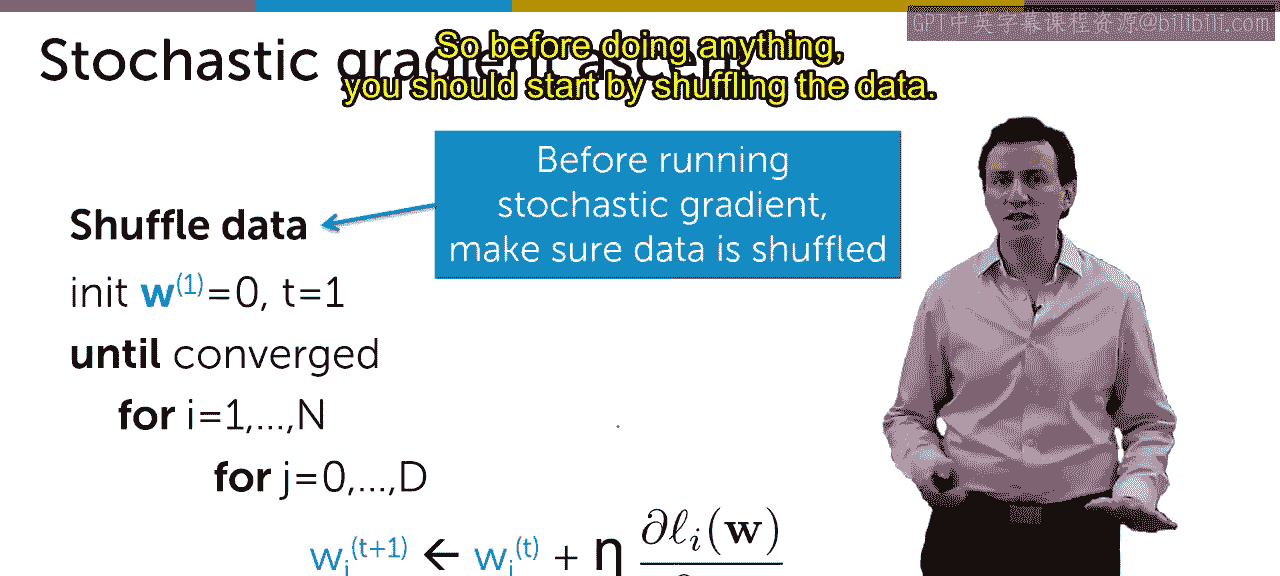 GPT中英字幕课程资源@bilibili.com
Stochastic gradient ascent
So before doing anything,
you should start by shuffling the data.
Before running
stochastic gradient,
make sure data is shuffled
Shuffle data
init w⁽¹⁾=0, t=1
until converged
for i=1,...,N
for j=0,...,D
wⱼ⁽ᵗ⁺¹⁾ ← wⱼ⁽ᵗ⁾ + η ∂ℓᵢ(w)